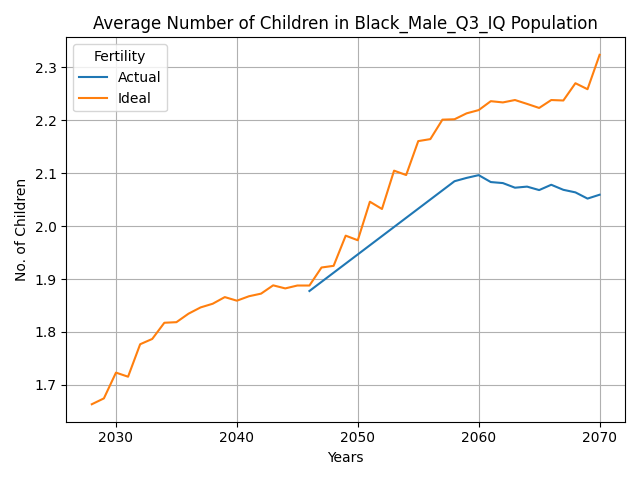 Average Number of Children in Black_Male_Q3_IQ Population
Fertility
Actual
Ideal
No. of Children
2.3
2.2
2.1
2.0
1.9
1.8
1.7
2030 2040 2050 2060 2070
Years